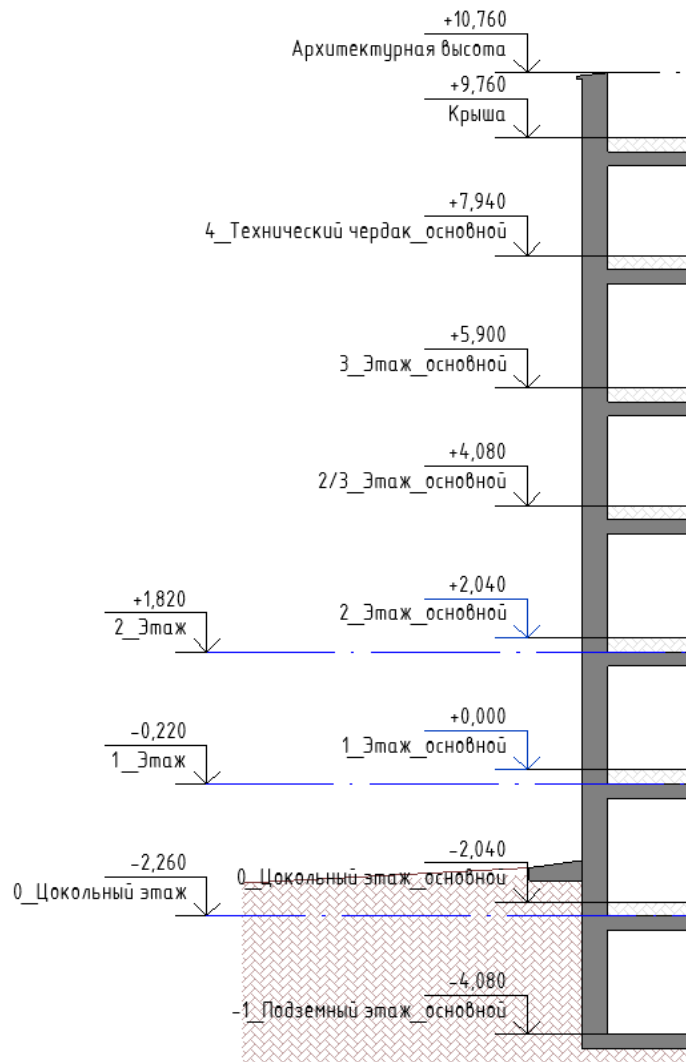 +10,760
Архитектурная высота
+9,760
Крыша
+7,940
4_Технический чердак_основной
+5,900
3_Этаж_основной
+4,080
2/3_Этаж_основной
+1,820
2_Этаж
+2,040
2_Этаж_основной
-0,220
1_Этаж
+0,000
1_Этаж_основной
-2,260
0_Цокольный этаж
-2,040
0_Цокольный этаж_основной
-4,080
-1_Подземный этаж_основной